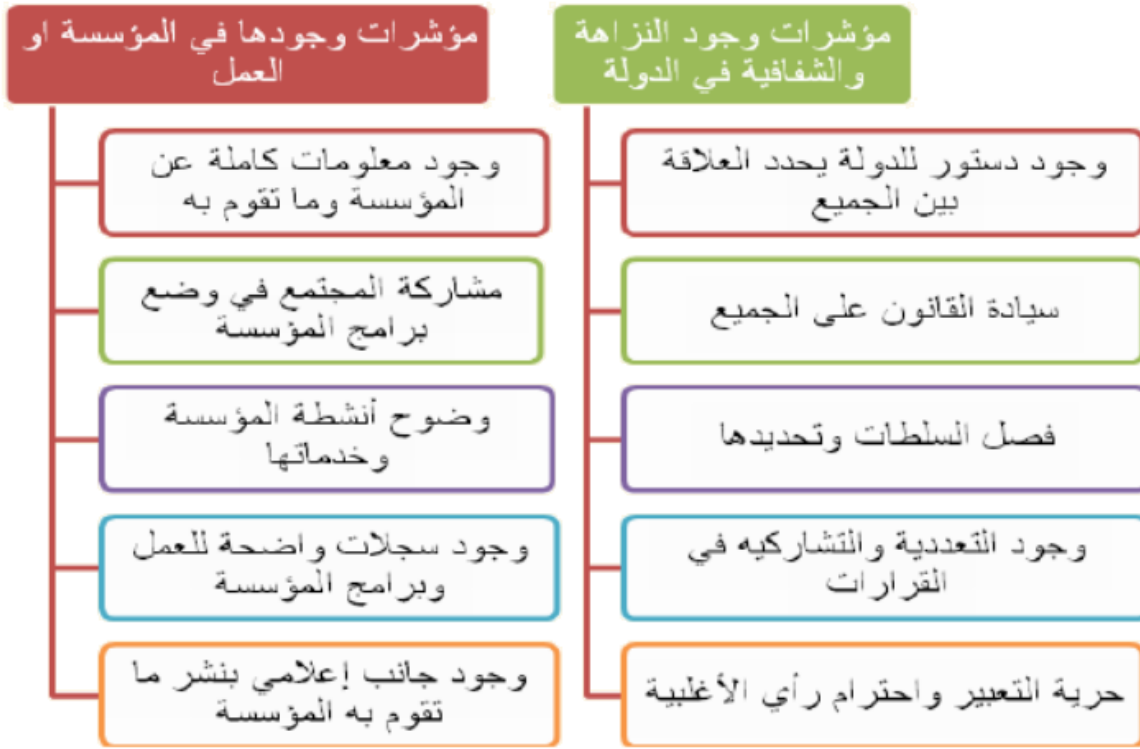 مؤشرات وجود النزاهة
والشفافية في الدولة
وجود دستور للدولة يحدد العلاقة
بين الجميع
سيادة القانون على الجميع
فصل السلطات وتحديدها
وجود التعددية والتشاركيه في
القرارات
حرية التعبير واحترام رأي الأغلبية
مؤشرات وجودها في المؤسسة او
العمل
وجود معلومات كاملة عن
المؤسسة وما تقوم به
مشاركة المجتمع في وضع
برامج المؤسسة
وضوح أنشطة المؤسسة
وخدماتها
وجود سجلات واضحة للعمل
وبرامج المؤسسة
وجود جانب إعلامي بنشر ما
تقوم به المؤسسة